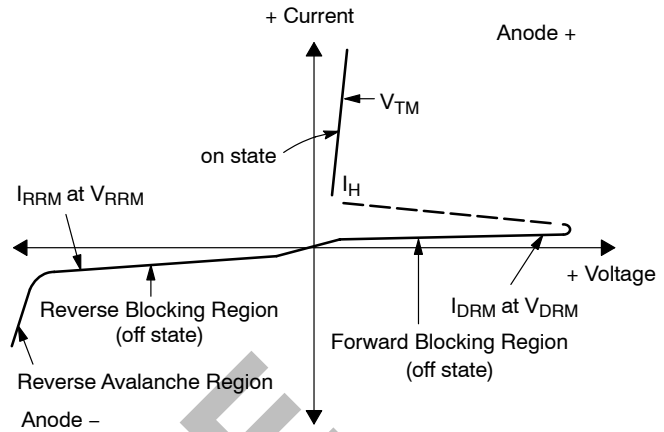 + Current
Anode +
VTM
on state
IH
IRRM at VRRM
+ Voltage
IDRM at VDRM
Reverse Blocking Region
(off state)
Forward Blocking Region
(off state)
Reverse Avalanche Region
Anode −